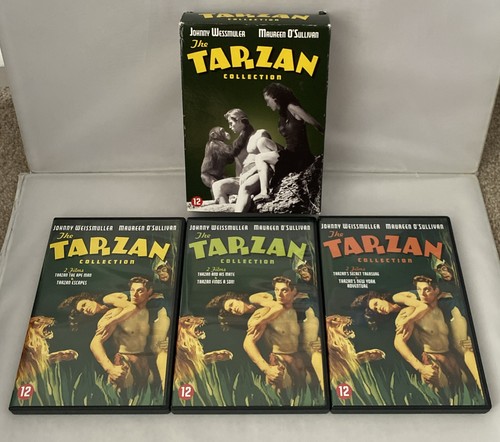 JOHNNY WESSMULER MAUREEN O'SULLIVAN
The
TARZAN
COLLECTION
12
JOHNNY WEISSMULLER MAUREEN O'SULLIVAN
The
TARZAN
COLLECTION
2 Films
TARZAN THE APE MAN
TARZAN ESCAPES
12
JOHNNY WEISSMULLER MAUREEN O'SULLIVAN
The
TARZAN
COLLECTION
2 Films
TARZAN AND HIS MATE
TARZAN FINDS A SON!
12
JOHNNY WEISSMULLER MAUREEN O'SULLIVAN
The
TARZAN
COLLECTION
2 Films
TARZAN'S SECRET TREASURE
TARZAN'S NEW YORK
ADVENTURE
12